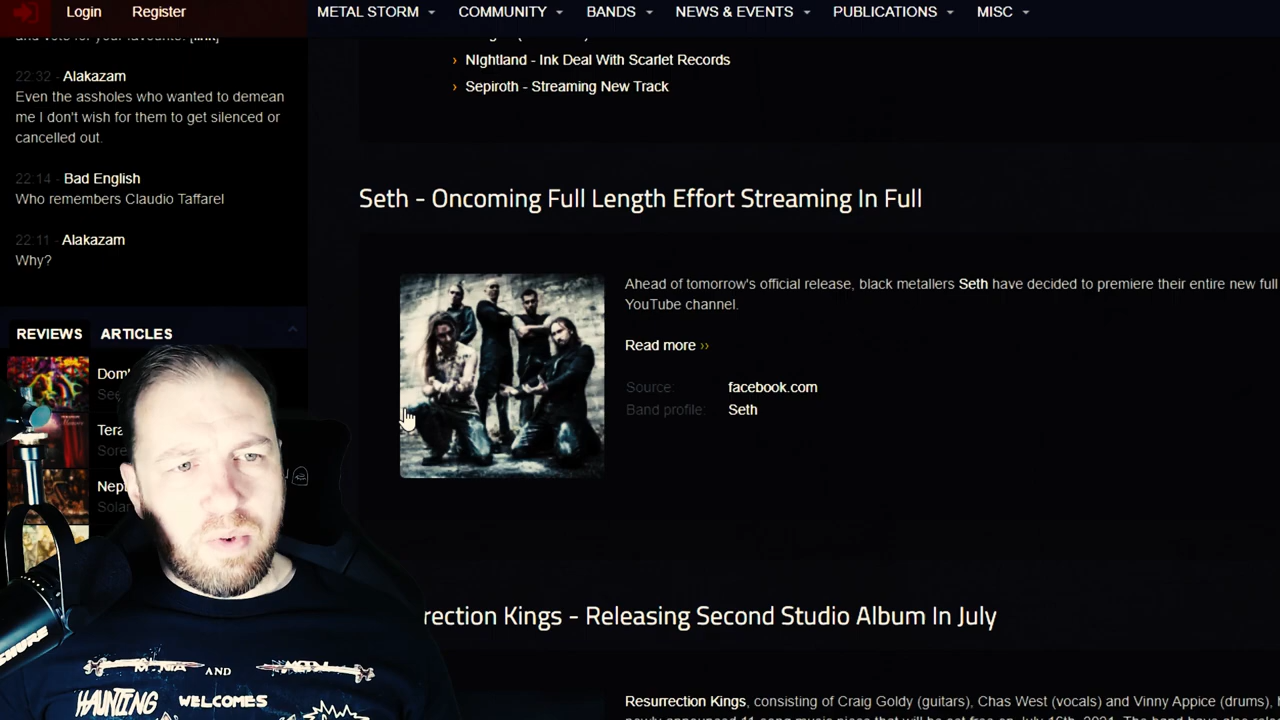 Login Register METAL STORM COMMUNITY BANDS NEWS & EVENTS PUBLICATIONS MISC
22:32 - Alakazam
Even the assholes who wanted to demean
me I don't wish for them to get silenced or
cancelled out.
22:14 - Bad English
Who remembers Claudio Taffarel
22:11 - Alakazam
Why?
REVIEWS ARTICLES
› NIghtland - Ink Deal With Scarlet Records
› Sepiroth - Streaming New Track
Seth - Oncoming Full Length Effort Streaming In Full
Ahead of tomorrow's official release, black metallers Seth have decided to premiere their entire new full
YouTube channel.
Read more ››
Source: facebook.com
Band profile: Seth
rection Kings - Releasing Second Studio Album In July
Resurrection Kings, consisting of Craig Goldy (guitars), Chas West (vocals) and Vinny Appice (drums),
SHURE
AND
HAUNTING WELCOMES